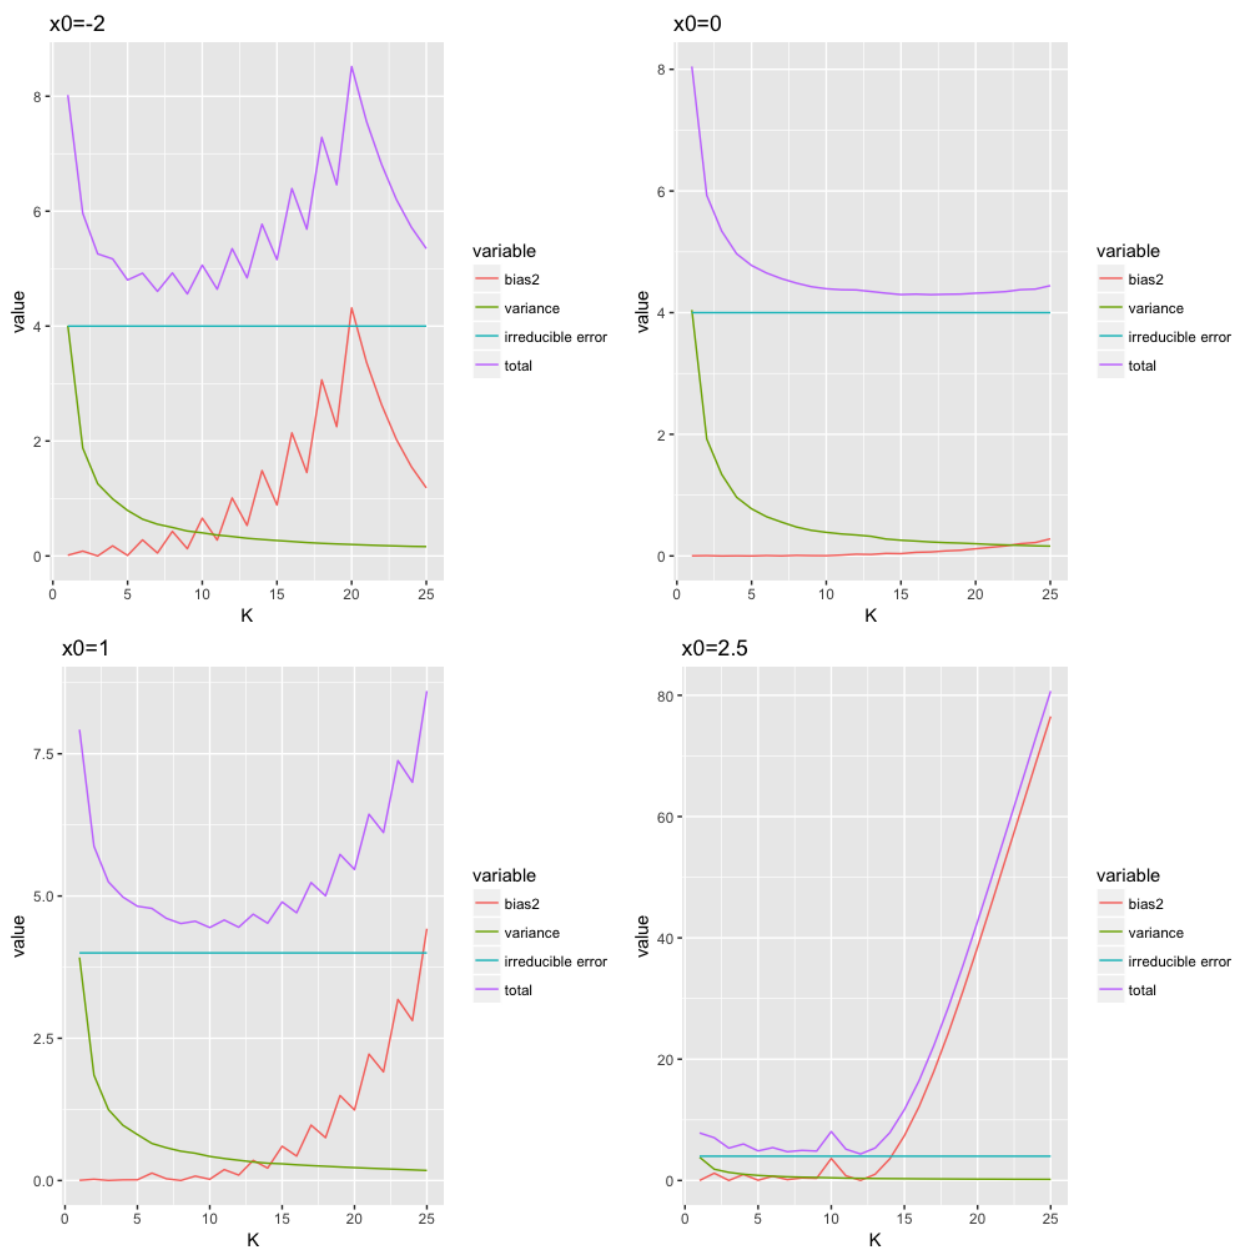 x0=-2
8
6
4
2
0
value
0 5 10 15 20 25
K
variable
bias2
variance
irreducible error
total
x0=0
8
6
4
2
0
value
0 5 10 15 20 25
K
variable
bias2
variance
irreducible error
total
x0=1
7.5
5.0
2.5
0.0
value
0 5 10 15 20 25
K
variable
bias2
variance
irreducible error
total
x0=2.5
80
60
40
20
0
value
0 5 10 15 20 25
K
variable
bias2
variance
irreducible error
total